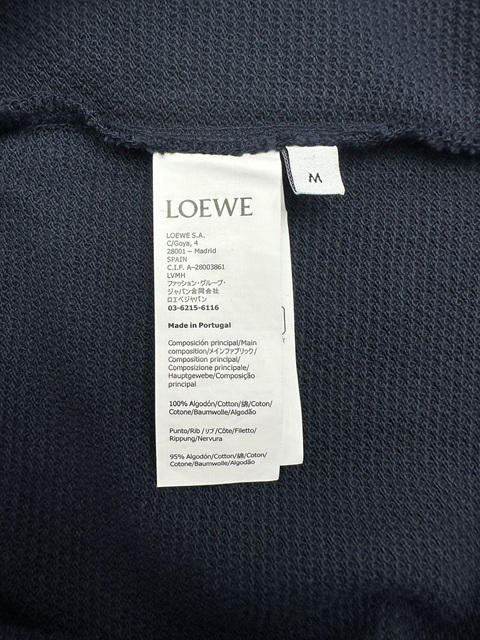 LOEWE
LOEWE S.A.
C/Goya, 4
28001 – Madrid
SPAIN
C.I.F. A-28003861
LVMH
ファッション・グループ・
ジャパン合同会社
ロエベジャパン
03-6215-6116
Made in Portugal
Composición principal/Main
composition/メインファブリック/
Composition principal/
Composizione principale/
Hauptgewebe/Composição
principal
100% Algodón/Cotton/綿/Coton/
Cotone/Baumwolle/Algodão
Punto/Rib /リブ/Côte/Filetto/
Rippung/Nervura
95% Algodón/Cotton/綿/Coton/
Cotone/Baumwolle/Algodão
M